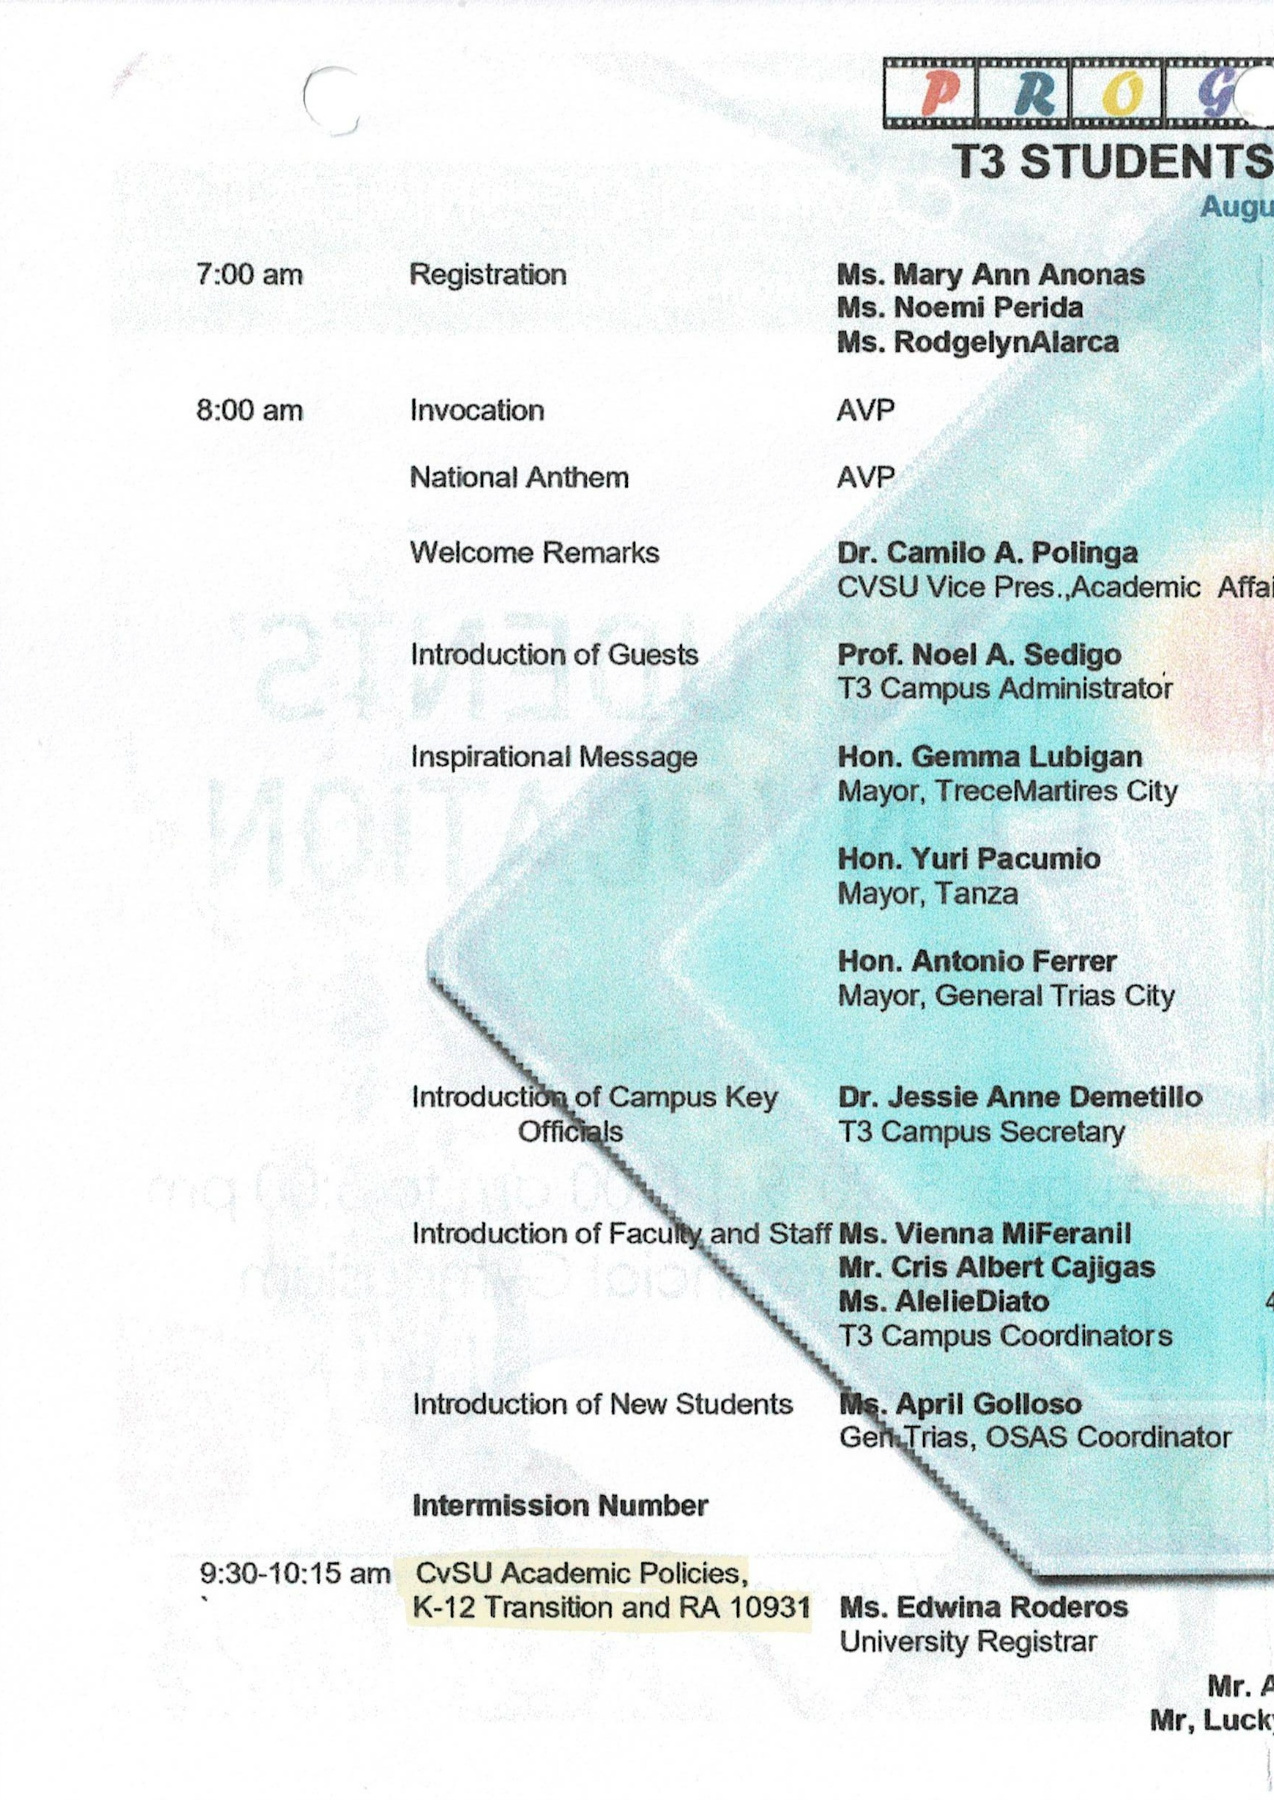 PROG
T3 STUDENTS
Augu
7:00 am Registration Ms. Mary Ann Anonas
Ms. Noemi Perida
Ms. RodgelynAlarca
8:00 am Invocation AVP
National Anthem AVP
Welcome Remarks Dr. Camilo A. Polinga
CVSU Vice Pres.,Academic Affai
Introduction of Guests Prof. Noel A. Sedigo
T3 Campus Administrator
Inspirational Message Hon. Gemma Lubigan
Mayor, TreceMartires City
Hon. Yuri Pacumio
Mayor, Tanza
Hon. Antonio Ferrer
Mayor, General Trias City
Introduction of Campus Key Dr. Jessie Anne Demetillo
Officials T3 Campus Secretary
Introduction of Faculty and Staff Ms. Vienna MiFeranil
Mr. Cris Albert Cajigas
Ms. AlelieDiato 4
T3 Campus Coordinators
Introduction of New Students Ms. April Golloso
Gen.Trias, OSAS Coordinator
Intermission Number
9:30-10:15 am CvSU Academic Policies,
K-12 Transition and RA 10931 Ms. Edwina Roderos
University Registrar
Mr. A
Mr, Lucky